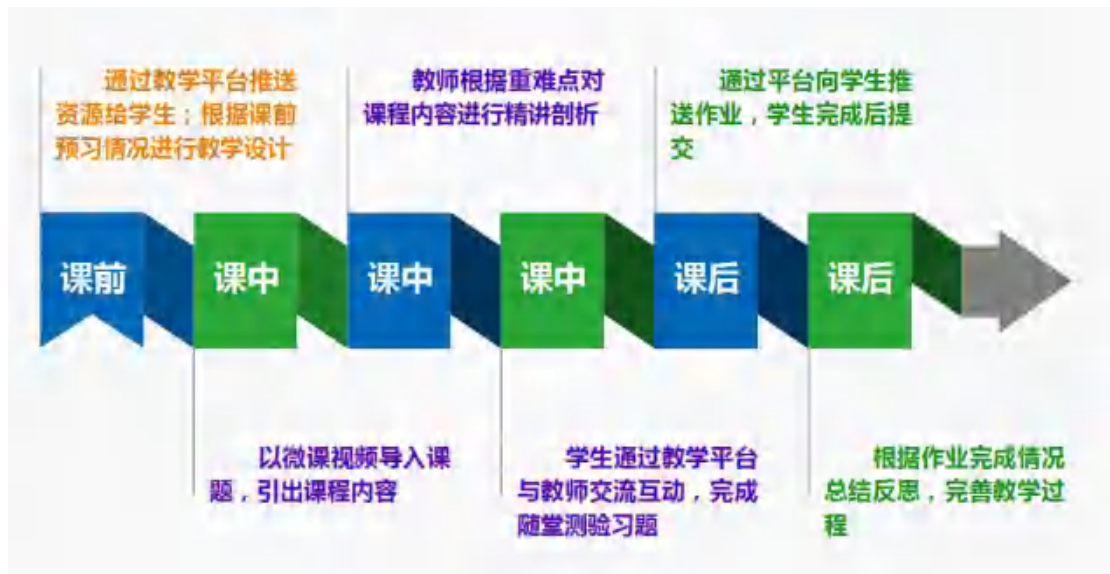 通过教学平台推送
资源给学生；根据课前
预习情况进行教学设计
教师根据重难点对
课程内容进行精讲剖析
通过平台向学生推
送作业，学生完成后提
交
课前
课中
课中
课中
课后
课后
以微课视频导入课
题，引出课程内容
学生通过教学平台
与教师交流互动，完成
随堂测验习题
根据作业完成情况
总结反思，完善教学过
程